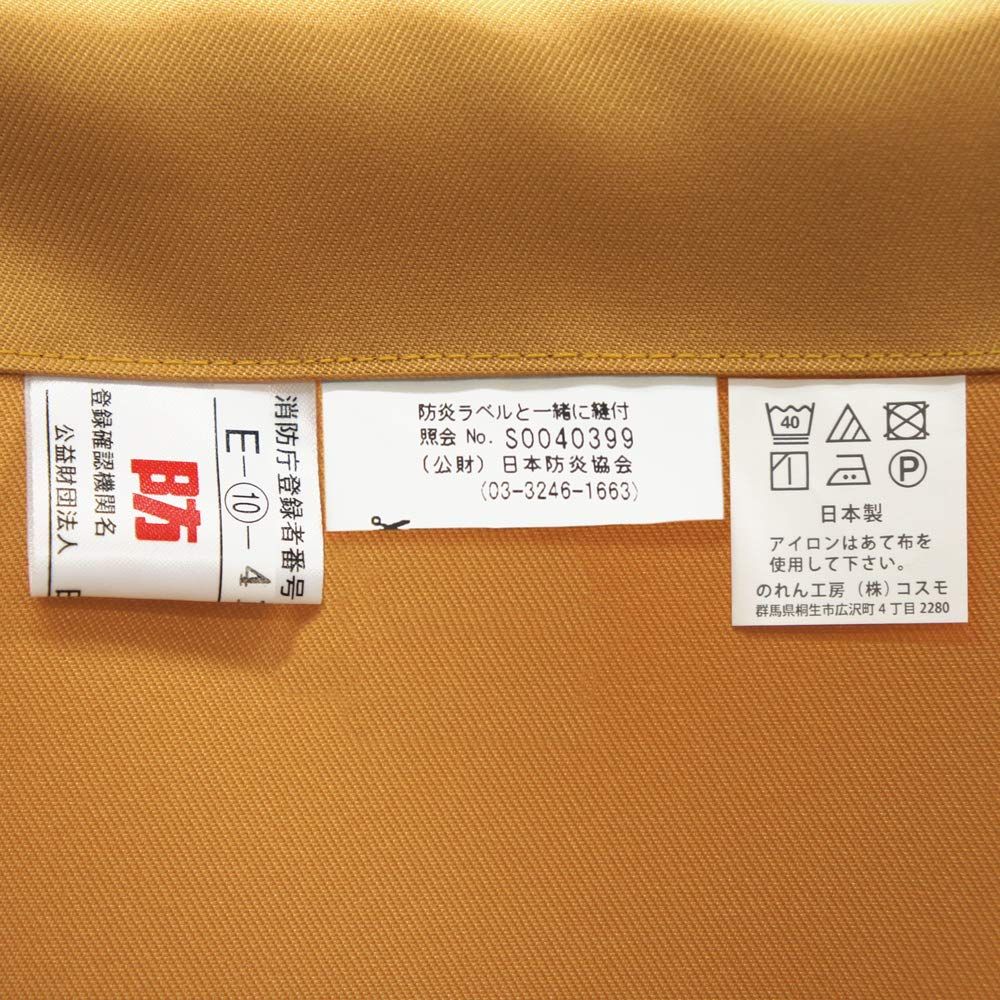 消防庁登録者番号
E-⑩-4
防
登録確認機関名
公益財団法人
防炎ラベルと一緒に縫付
照会 No. S0040399
(公財) 日本防炎協会
(03-3246-1663)
40
P
日本製
アイロンはあて布を
使用して下さい。
のれん工房 (株) コスモ
群馬県桐生市広沢町4丁目2280